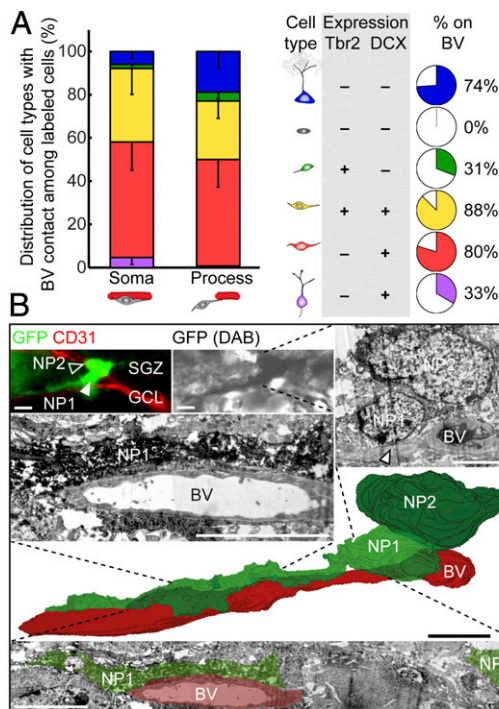 A
Distribution of cell types with
BV contact among labeled cells (%)
100
80
60
40
20
0
Soma
Process
Cell type
Expression
Tbr2 DCX
% on BV
− − 74%
− − 0%
+ − 31%
+ + 88%
− + 80%
− + 33%
B
GFP CD31
NP2
SGZ
NP1
GCL
GFP (DAB)
NP2
NP1
BV
NP1
BV
NP2
NP1
BV
NP1
BV